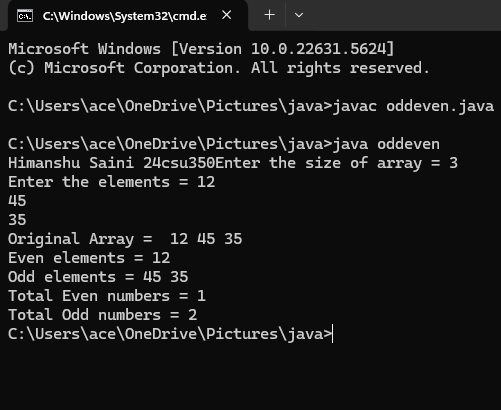 C:\Windows\System32\cmd.e
Microsoft Windows [Version 10.0.22631.5624]
(c) Microsoft Corporation. All rights reserved.
C:\Users\ace\OneDrive\Pictures\java>javac oddeven.java
C:\Users\ace\OneDrive\Pictures\java>java oddeven
Himanshu Saini 24csu350Enter the size of array = 3
Enter the elements = 12
45
35
Original Array =  12 45 35
Even elements = 12
Odd elements = 45 35
Total Even numbers = 1
Total Odd numbers = 2
C:\Users\ace\OneDrive\Pictures\java>